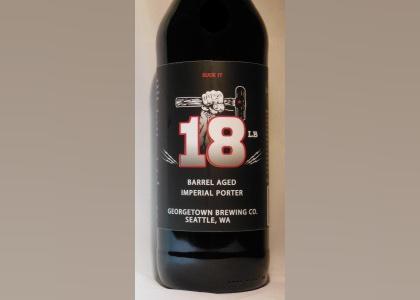 SUCK IT
18 LB
BARREL AGED
IMPERIAL PORTER
GEORGETOWN BREWING CO.
SEATTLE, WA